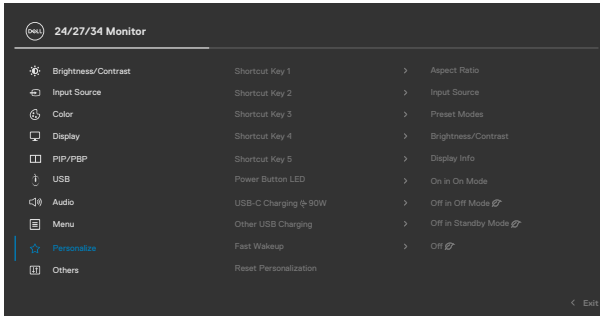 DELL 24/27/34 Monitor
Brightness/Contrast Shortcut Key 1 > Aspect Ratio
Input Source Shortcut Key 2 > Input Source
Color Shortcut Key 3 > Preset Modes
Display Shortcut Key 4 > Brightness/Contrast
PIP/PBP Shortcut Key 5 > Display Info
USB Power Button LED > On in On Mode
Audio USB-C Charging 90W > Off in Off Mode
Menu Other USB Charging > Off in Standby Mode
Personalize Fast Wakeup > Off
Others Reset Personalization
< Exit